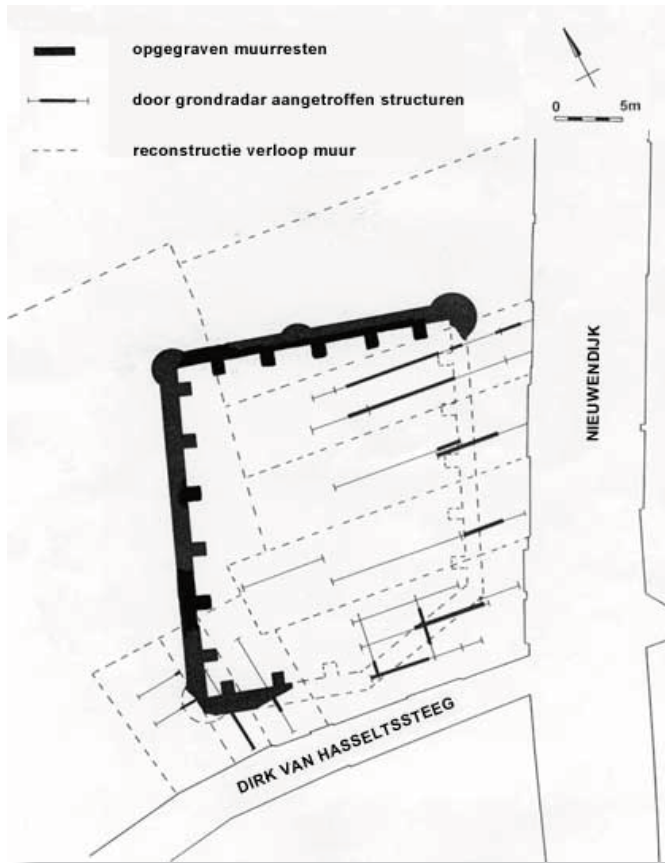 opgegraven muurresten
door grondradar aangetroffen structuren
reconstructie verloop muur
0 5m
NIEUWENDIJK
DIRK VAN HASSELTSSTEEG